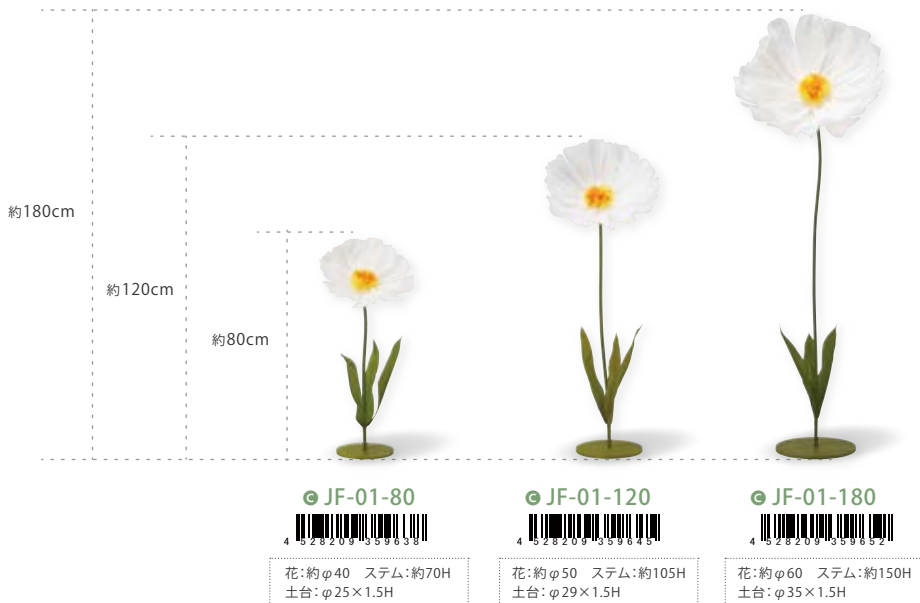 約180cm
約120cm
約80cm
C JF-01-80
4 528209 359638
花：約φ40　ステム：約70H
土台：φ25×1.5H
C JF-01-120
4 528209 359645
花：約φ50　ステム：約105H
土台：φ29×1.5H
C JF-01-180
4 528209 359652
花：約φ60　ステム：約150H
土台：φ35×1.5H